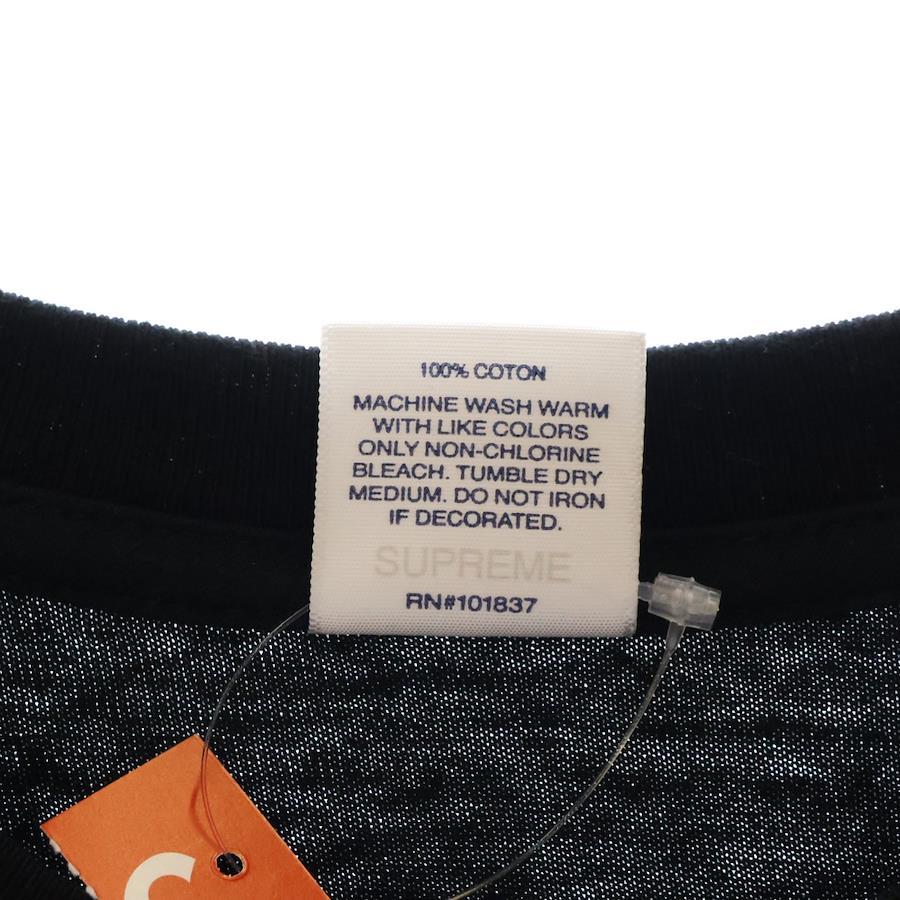 100% COTON
MACHINE WASH WARM
WITH LIKE COLORS
ONLY NON-CHLORINE
BLEACH. TUMBLE DRY
MEDIUM. DO NOT IRON
IF DECORATED.
SUPREME
RN#101837